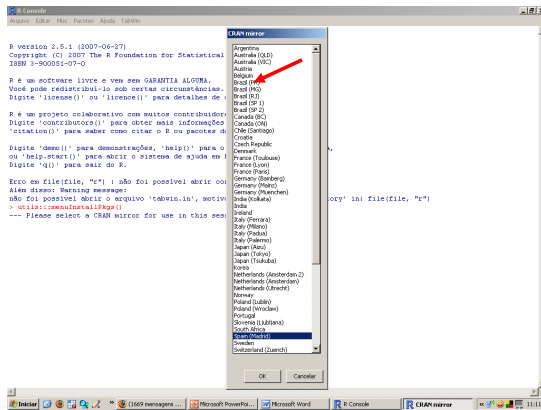 R Console
Arquivo Editar Misc Pacotes Ajuda TabWin
R version 2.5.1 (2007-06-27)
Copyright (C) 2007 The R Foundation for Statistical
ISBN 3-900051-07-0
R é um software livre e vem sem GARANTIA ALGUMA.
Você pode redistribuí-lo sob certas circunstâncias.
Digite 'license()' ou 'licence()' para detalhes de
R é um projeto colaborativo com muitos contribuidore
Digite 'contributors()' para obter mais informações
'citation()' para saber como citar o R ou pacotes do
Digite 'demo()' para demonstrações, 'help()' para o
ou 'help.start()' para abrir o sistema de ajuda em
Digite 'q()' para sair do R.
Erro em file(file, "r") : não foi possível abrir co
Além disso: Warning message:
não foi possível abrir o arquivo 'tabwin.in', motiv
ory' in: file(file, "r")
> utils:::menuInstallPkgs()
--- Please select a CRAN mirror for use in this ses
CRAN mirror
Argentina
Australia (QLD)
Australia (VIC)
Austria
Belgium
Brazil (PR)
Brazil (MG)
Brazil (RJ)
Brazil (SP 1)
Brazil (SP 2)
Canada (BC)
Canada (ON)
Chile (Santiago)
Croatia
Czech Republic
Denmark
France (Toulouse)
France (Lyon)
France (Paris)
Germany (Bamberg)
Germany (Mainz)
Germany (Muenchen)
India (Kolkata)
India
Ireland
Italy (Ferrara)
Italy (Milano)
Italy (Padua)
Italy (Palermo)
Japan (Aizu)
Japan (Tokyo)
Japan (Tsukuba)
Korea
Netherlands (Amsterdam 2)
Netherlands (Amsterdam)
Netherlands (Utrecht)
Norway
Poland (Lublin)
Poland (Wroclaw)
Portugal
Slovenia (Ljubljana)
South Africa
Spain (Madrid)
Sweden
Switzerland (Zuerich)
OK Cancelar
Iniciar (1669 mensagens ... Microsoft PowerPoi... Microsoft Word R Console CRAN mirror 11:11